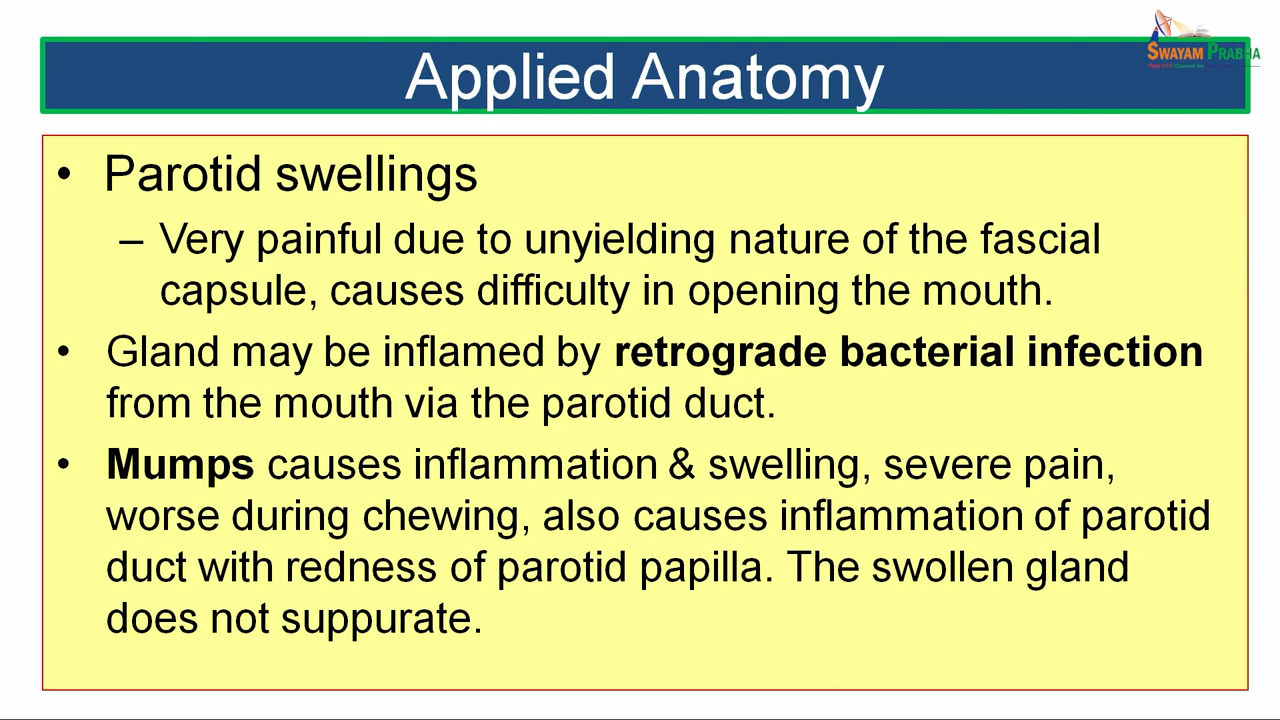 SWAYAM PRABHA
Applied Anatomy
• Parotid swellings
– Very painful due to unyielding nature of the fascial
capsule, causes difficulty in opening the mouth.
• Gland may be inflamed by retrograde bacterial infection
from the mouth via the parotid duct.
• Mumps causes inflammation & swelling, severe pain,
worse during chewing, also causes inflammation of parotid
duct with redness of parotid papilla. The swollen gland
does not suppurate.